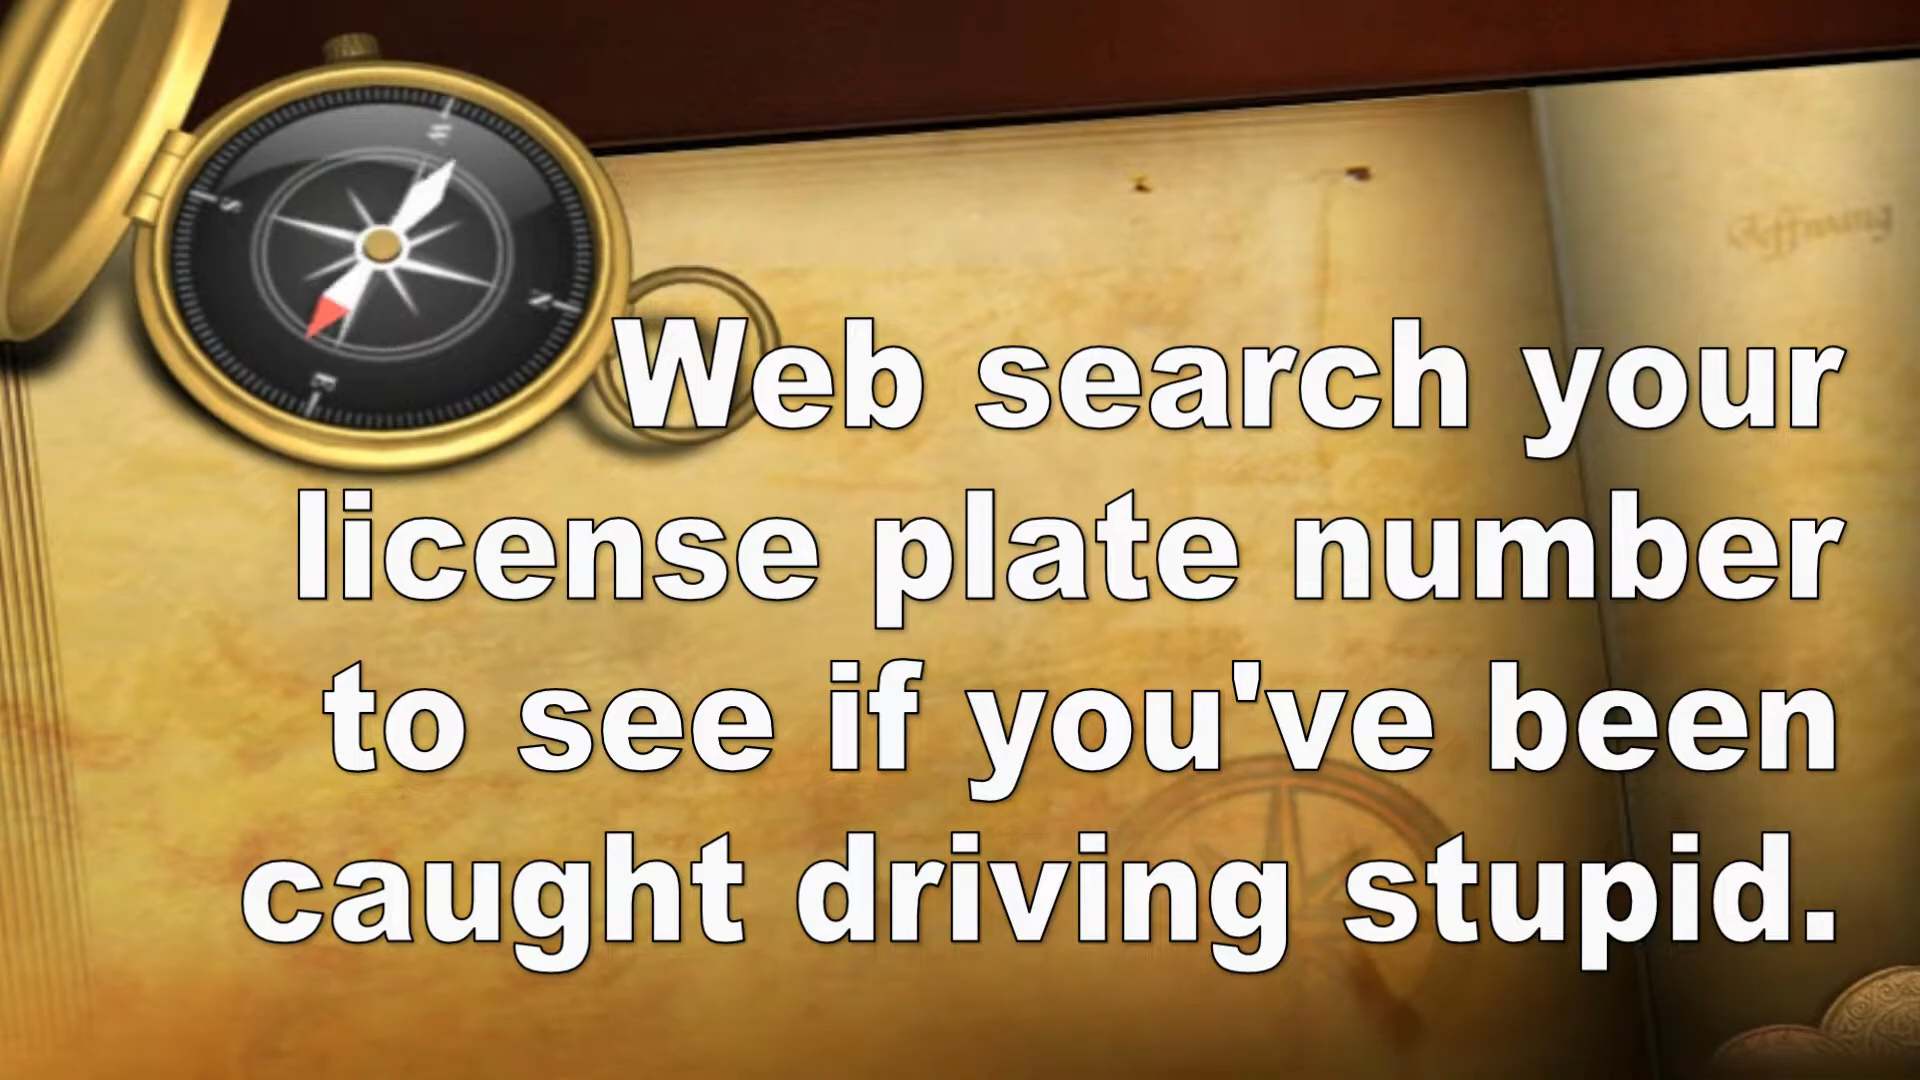 W
S
N
E
Web search your
license plate number
to see if you've been
caught driving stupid.